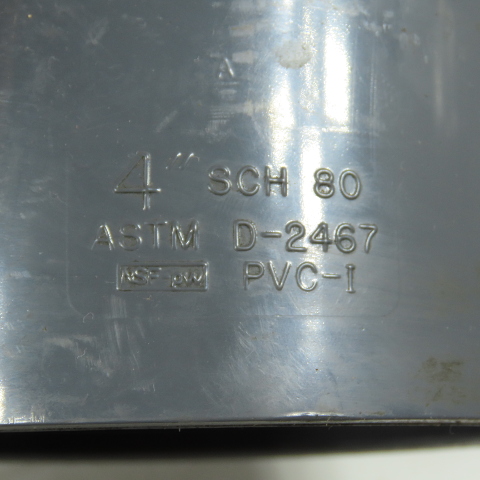 A
4" SCH 80
ASTM D-2467
NSF-pw PVC-I